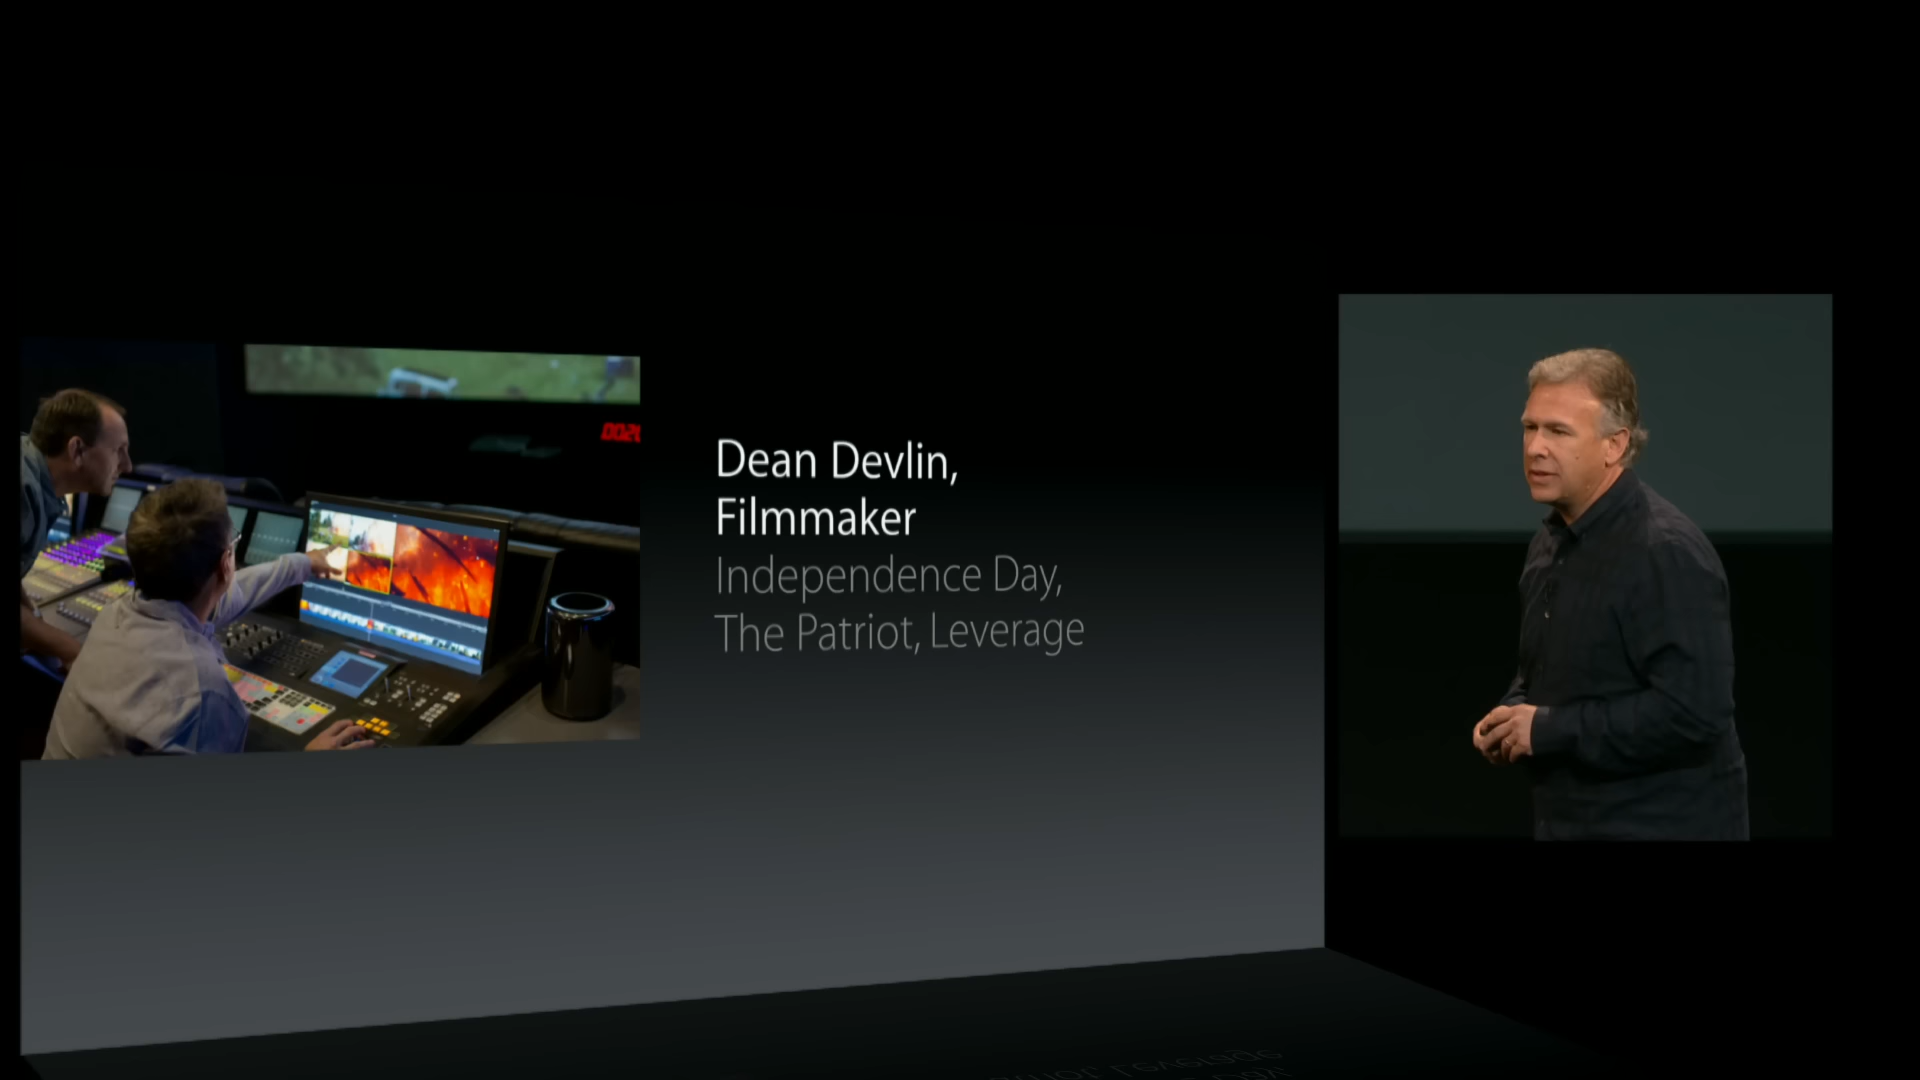 Dean Devlin,
Filmmaker
Independence Day,
The Patriot, Leverage